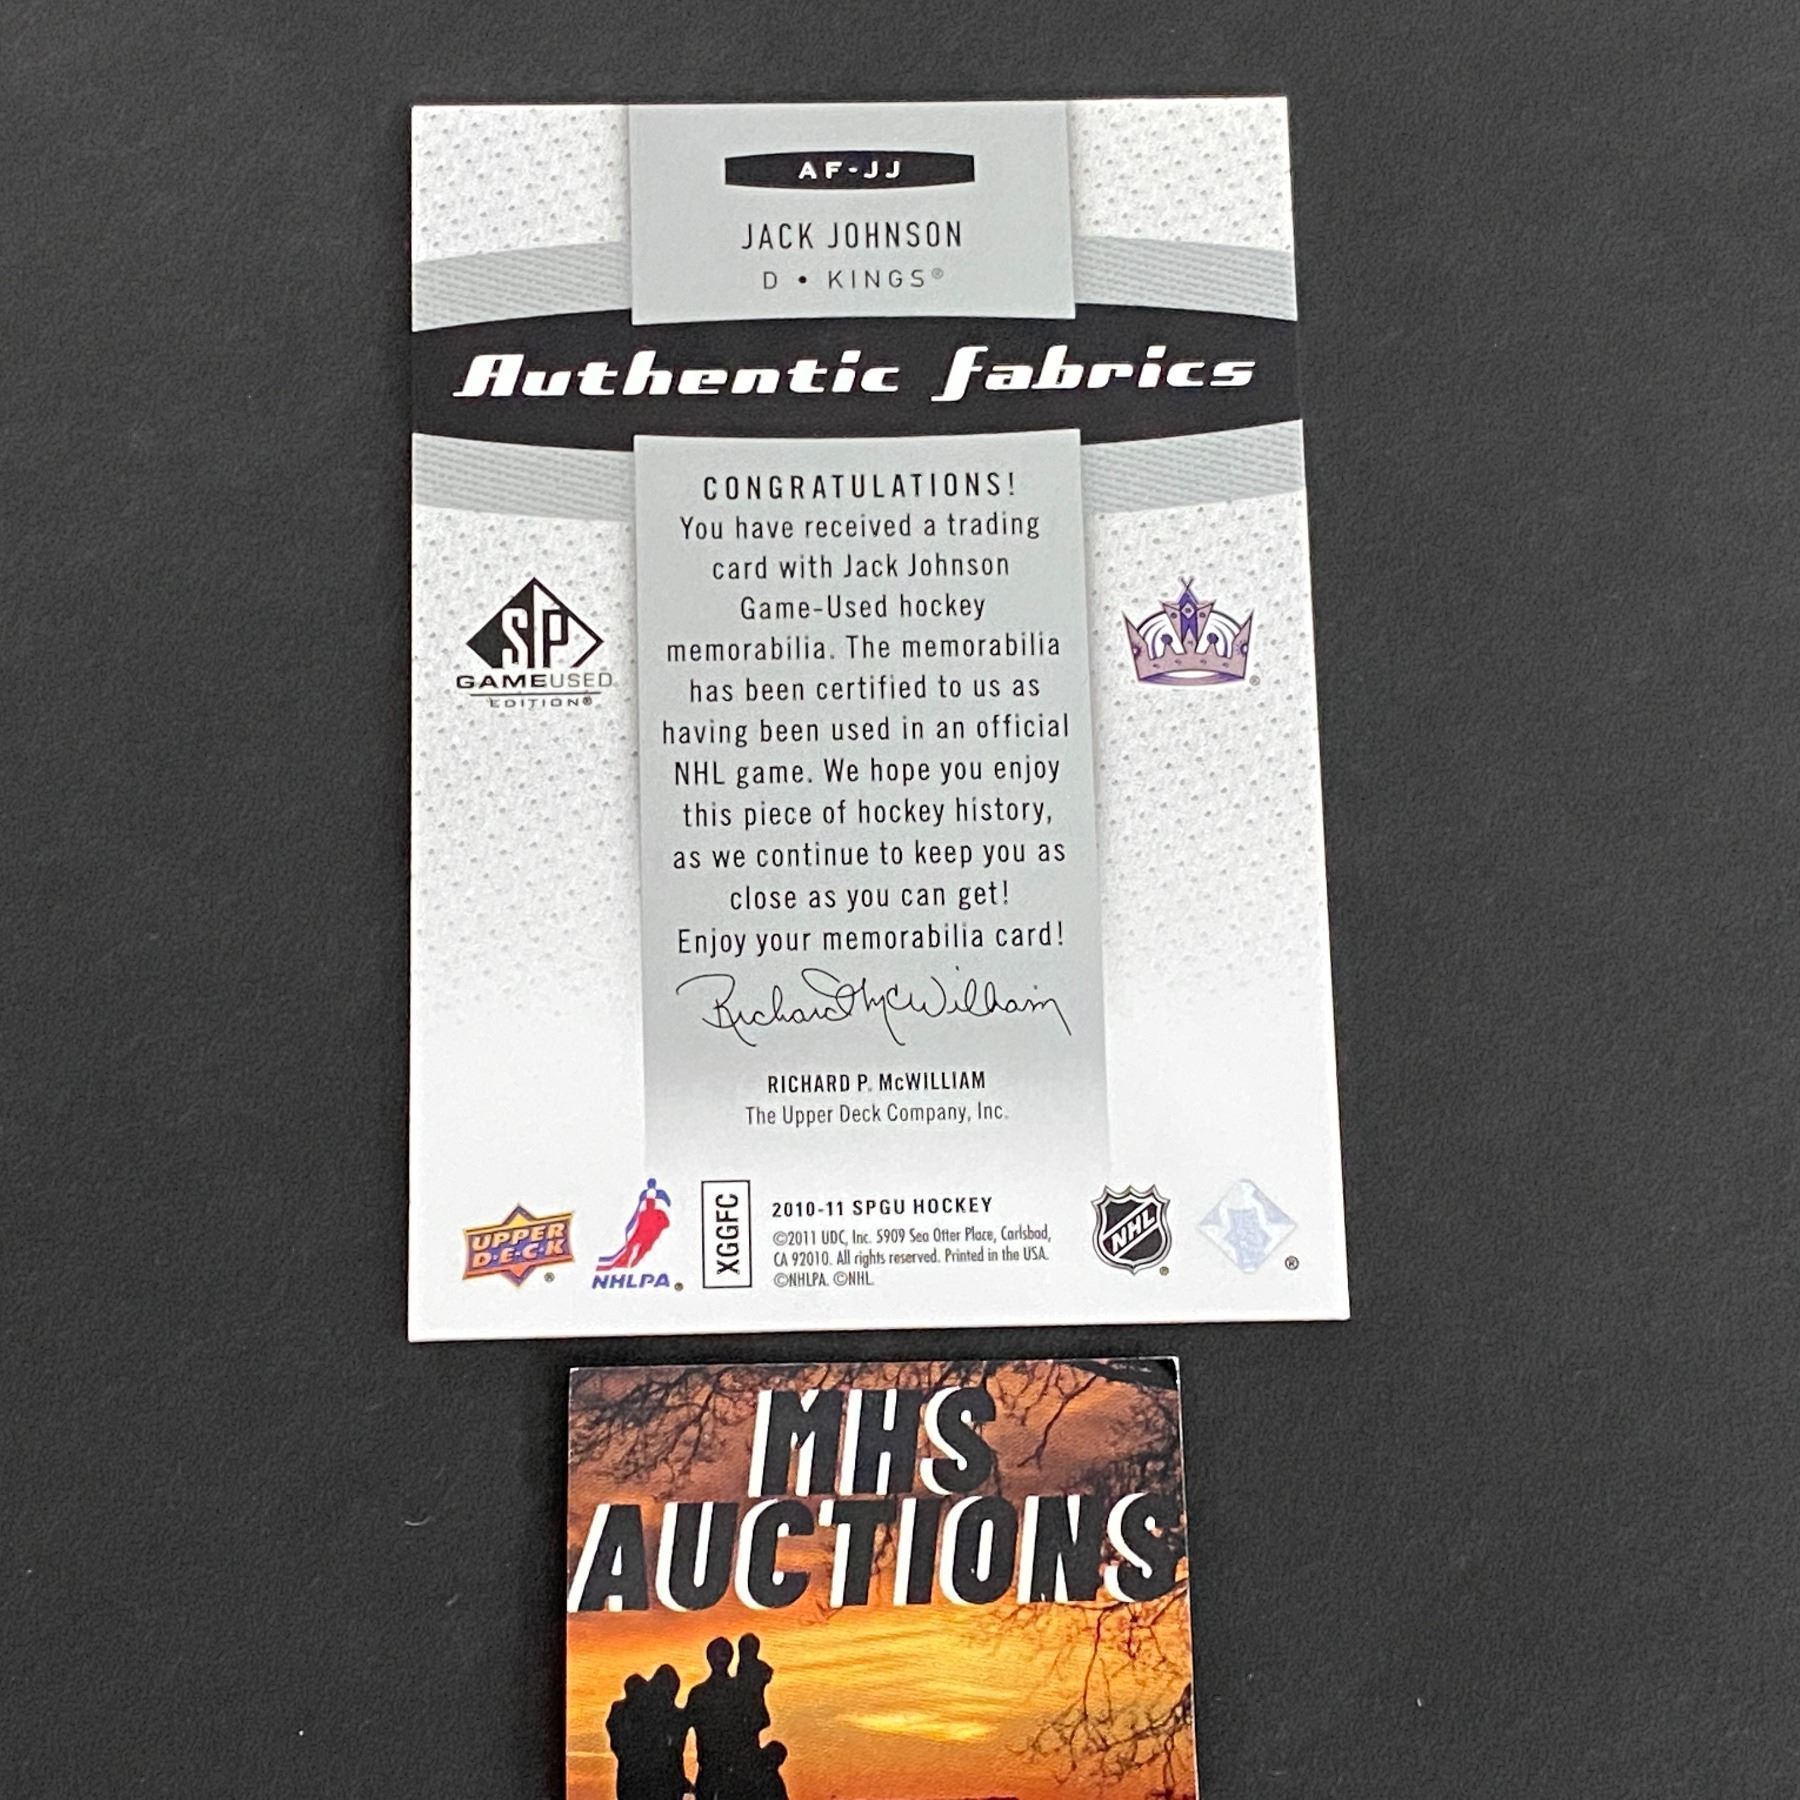 AF-JJ
JACK JOHNSON
D • KINGS®
Authentic fabrics
CONGRATULATIONS!
You have received a trading
card with Jack Johnson
Game-Used hockey
memorabilia. The memorabilia
has been certified to us as
having been used in an official
NHL game. We hope you enjoy
this piece of hockey history,
as we continue to keep you as
close as you can get!
Enjoy your memorabilia card!
SP
GAMEUSED
EDITION®
®
Richard McWilliam
RICHARD P. McWILLIAM
The Upper Deck Company, Inc.
UPPER
D·E·C·K
®
NHLPA®
XGGFC
2010-11 SPGU HOCKEY
©2011 UDC, Inc. 5909 Sea Otter Place, Carlsbad,
CA 92010. All rights reserved. Printed in the USA.
©NHLPA. ©NHL.
NHL
®
®
MHS
AUCTIONS